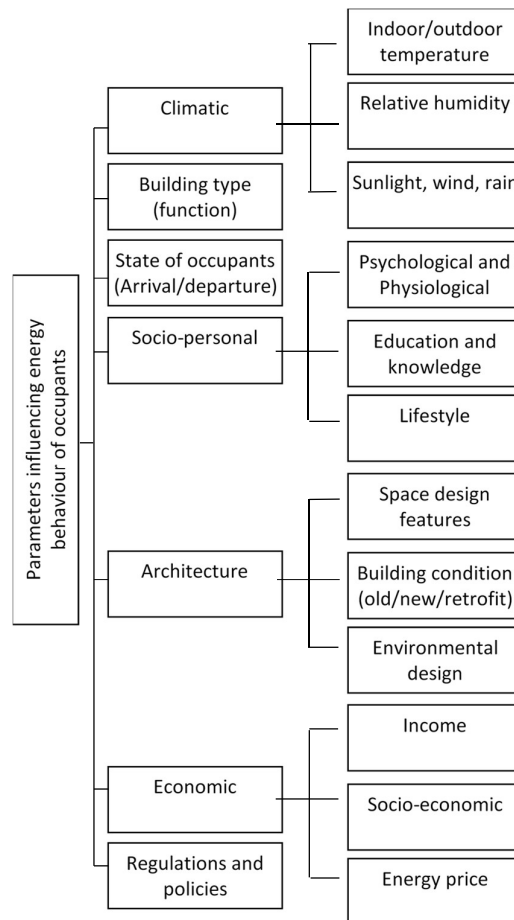 Parameters influencing energy
behaviour of occupants
Climatic
Indoor/outdoor
temperature
Relative humidity
Sunlight, wind, rain
Building type
(function)
State of occupants
(Arrival/departure)
Socio-personal
Psychological and
Physiological
Education and
knowledge
Lifestyle
Architecture
Space design
features
Building condition
(old/new/retrofit)
Environmental
design
Economic
Income
Socio-economic
Energy price
Regulations and
policies